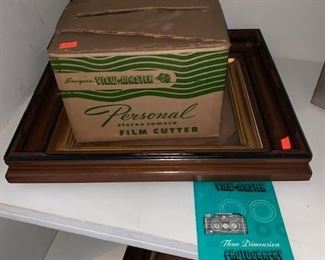 Sawyer's VIEW-MASTER
Personal
stereo camera
FILM CUTTER
VIEW-MASTER
Three Dimension
PHOTOGRAPHY